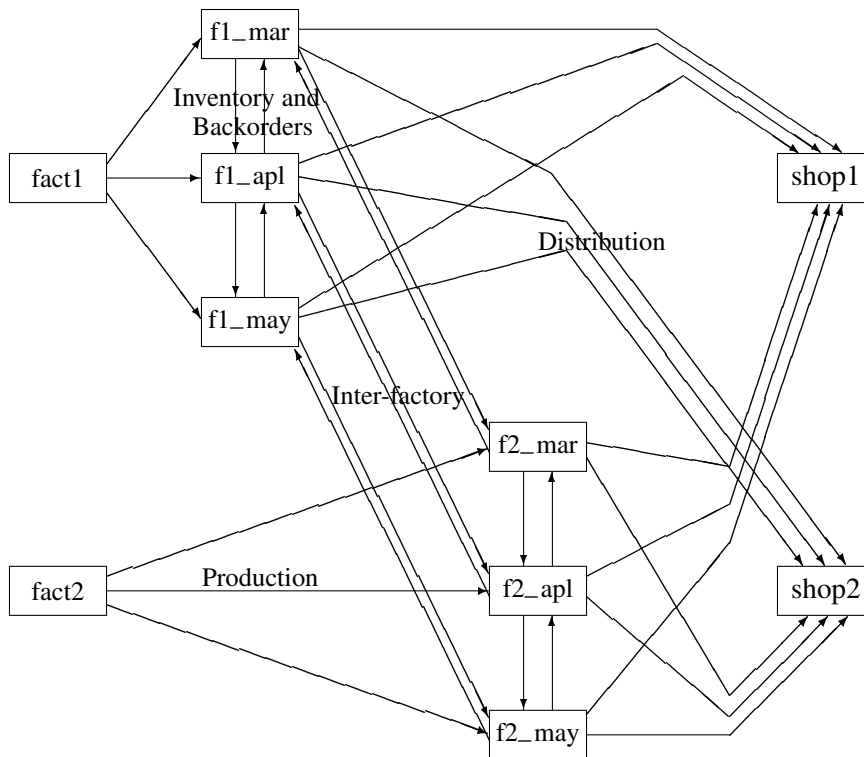 f1_mar
Inventory and
Backorders
fact1
f1_apl
shop1
Distribution
f1_may
Inter-factory
f2_mar
Production
fact2
f2_apl
shop2
f2_may